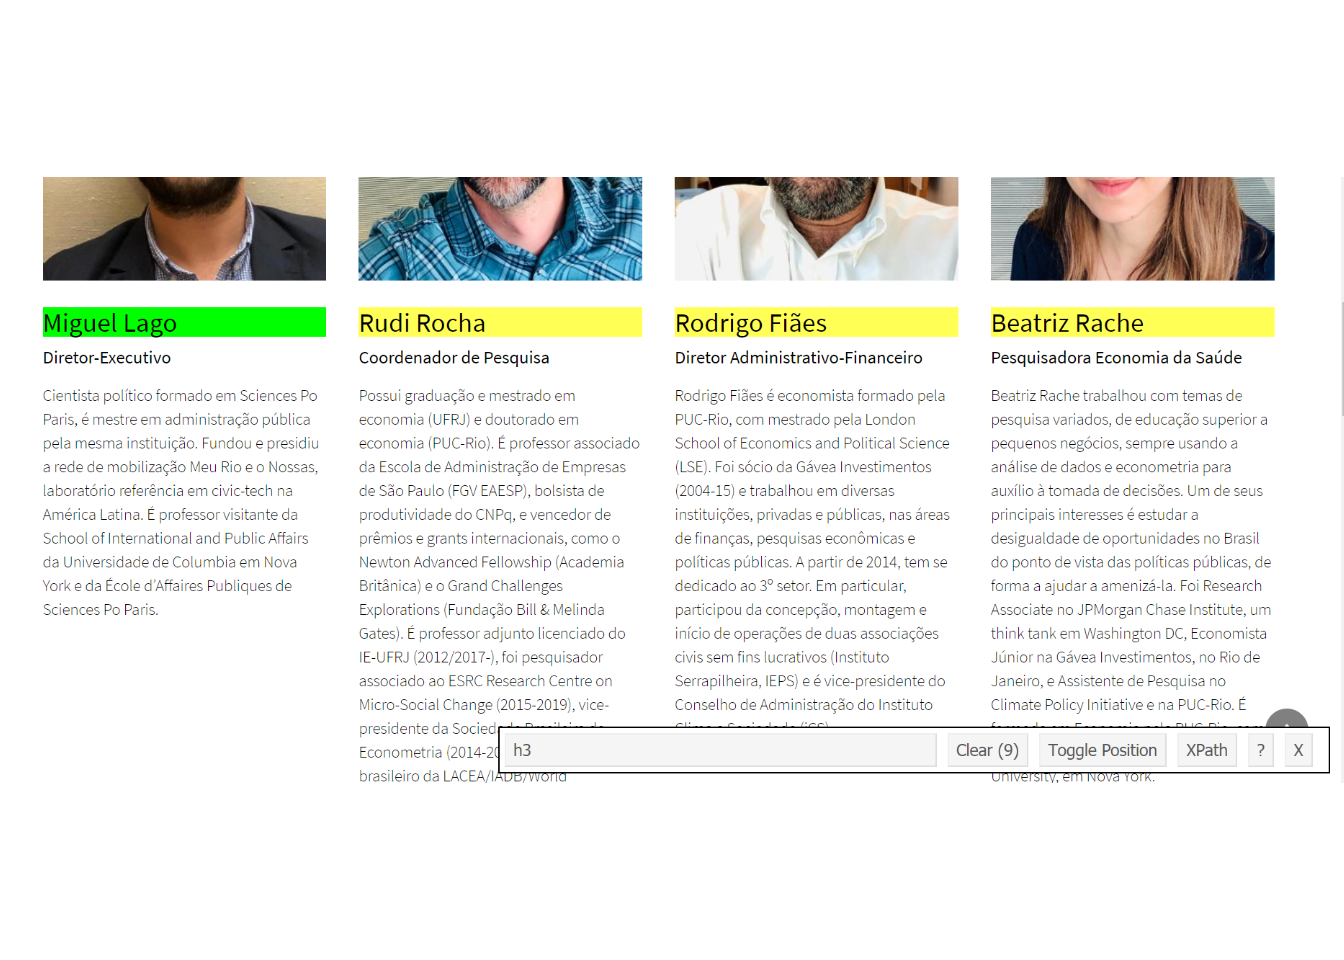 Miguel Lago
Diretor-Executivo
Cientista político formado em Sciences Po
Paris, é mestre em administração pública
pela mesma instituição. Fundou e presidiu
a rede de mobilização Meu Rio e o Nossas,
laboratório referência em civic-tech na
América Latina. É professor visitante da
School of International and Public Affairs
da Universidade de Columbia em Nova
York e da École d'Affaires Publiques de
Sciences Po Paris.
Rudi Rocha
Coordenador de Pesquisa
Possui graduação e mestrado em
economia (UFRJ) e doutorado em
economia (PUC-Rio). É professor associado
da Escola de Administração de Empresas
de São Paulo (FGV EAESP), bolsista de
produtividade do CNPq, e vencedor de
prêmios e grants internacionais, como o
Newton Advanced Fellowship (Academia
Britânica) e o Grand Challenges
Explorations (Fundação Bill & Melinda
Gates). É professor adjunto licenciado do
IE-UFRJ (2012/2017-), foi pesquisador
associado ao ESRC Research Centre on
Micro-Social Change (2015-2019), vice-
presidente da Sociedade Brasileira de
Econometria (2014-20
brasileiro da LACEA/IADB/World
Rodrigo Fiães
Diretor Administrativo-Financeiro
Rodrigo Fiães é economista formado pela
PUC-Rio, com mestrado pela London
School of Economics and Political Science
(LSE). Foi sócio da Gávea Investimentos
(2004-15) e trabalhou em diversas
instituições, privadas e públicas, nas áreas
de finanças, pesquisas econômicas e
políticas públicas. A partir de 2014, tem se
dedicado ao 3º setor. Em particular,
participou da concepção, montagem e
início de operações de duas associações
civis sem fins lucrativos (Instituto
Serrapilheira, IEPS) e é vice-presidente do
Conselho de Administração do Instituto
Clima e Sociedade (iCS).
Beatriz Rache
Pesquisadora Economia da Saúde
Beatriz Rache trabalhou com temas de
pesquisa variados, de educação superior a
pequenos negócios, sempre usando a
análise de dados e econometria para
auxílio à tomada de decisões. Um de seus
principais interesses é estudar a
desigualdade de oportunidades no Brasil
do ponto de vista das políticas públicas, de
forma a ajudar a amenizá-la. Foi Research
Associate no JPMorgan Chase Institute, um
think tank em Washington DC, Economista
Júnior na Gávea Investimentos, no Rio de
Janeiro, e Assistente de Pesquisa no
Climate Policy Initiative e na PUC-Rio. É
formada em Economia pela PUC-Rio, com
University, em Nova York.
h3
Clear (9)
Toggle Position
XPath
?
X